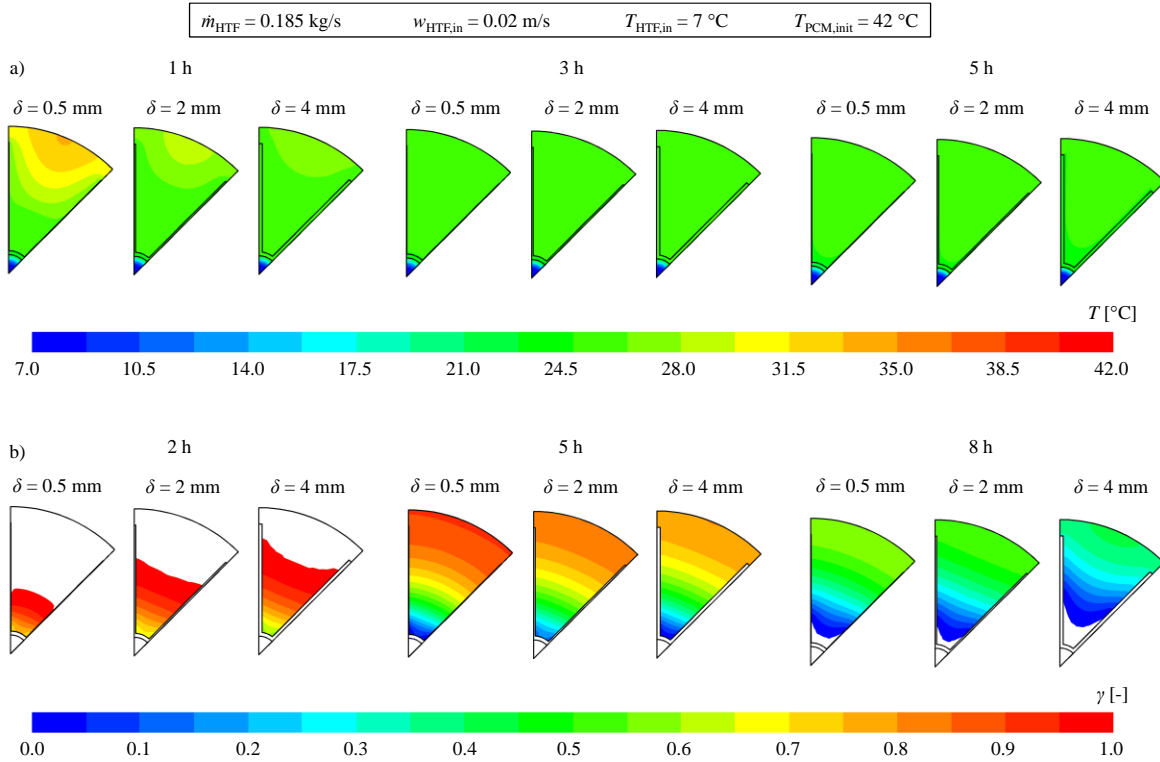 ṁHTF = 0.185 kg/s wHTF,in = 0.02 m/s THTF,in = 7 °C TPCM,init = 42 °C
a) 1 h 3 h 5 h
δ = 0.5 mm δ = 2 mm δ = 4 mm δ = 0.5 mm δ = 2 mm δ = 4 mm δ = 0.5 mm δ = 2 mm δ = 4 mm
T [°C]
7.0 10.5 14.0 17.5 21.0 24.5 28.0 31.5 35.0 38.5 42.0
b) 2 h 5 h 8 h
δ = 0.5 mm δ = 2 mm δ = 4 mm δ = 0.5 mm δ = 2 mm δ = 4 mm δ = 0.5 mm δ = 2 mm δ = 4 mm
γ [-]
0.0 0.1 0.2 0.3 0.4 0.5 0.6 0.7 0.8 0.9 1.0